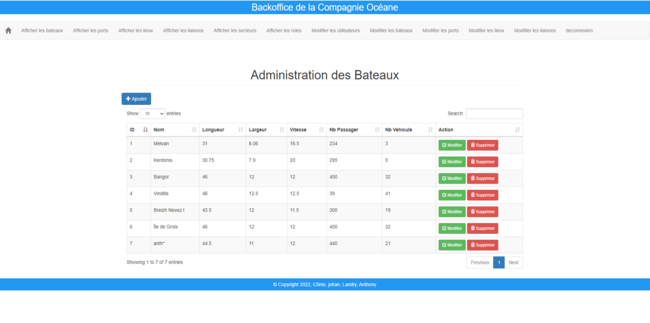 Backoffice de la Compagnie Océane
Afficher les bateaux Afficher les ports Afficher les lieux Afficher les liaisons Afficher les secteurs Afficher les roles Modifier les utilisateurs Modifier les bateaux Modifier les ports Modifier les lieux Modifier les liaisons deconnexion
Administration des Bateaux
Ajouter
Show 10 entries Search:
ID Nom Longueur Largeur Vitesse Nb Passager Nb Vehicule Action
1 Melvan 31 8.06 16.5 234 3 Modifier Supprimer
2 Kerdonis 30.75 7.9 20 295 0 Modifier Supprimer
3 Bangor 46 12 12 450 32 Modifier Supprimer
4 Vindilis 48 12.5 12.5 39 41 Modifier Supprimer
5 Breizh Nevez I 43.5 12 11.5 300 19 Modifier Supprimer
6 Île de Groix 46 12 12 450 32 Modifier Supprimer
7 anth" 44.5 11 12 440 21 Modifier Supprimer
Showing 1 to 7 of 7 entries Previous 1 Next
© Copyright 2022, Côme, johan, Landry, Anthony